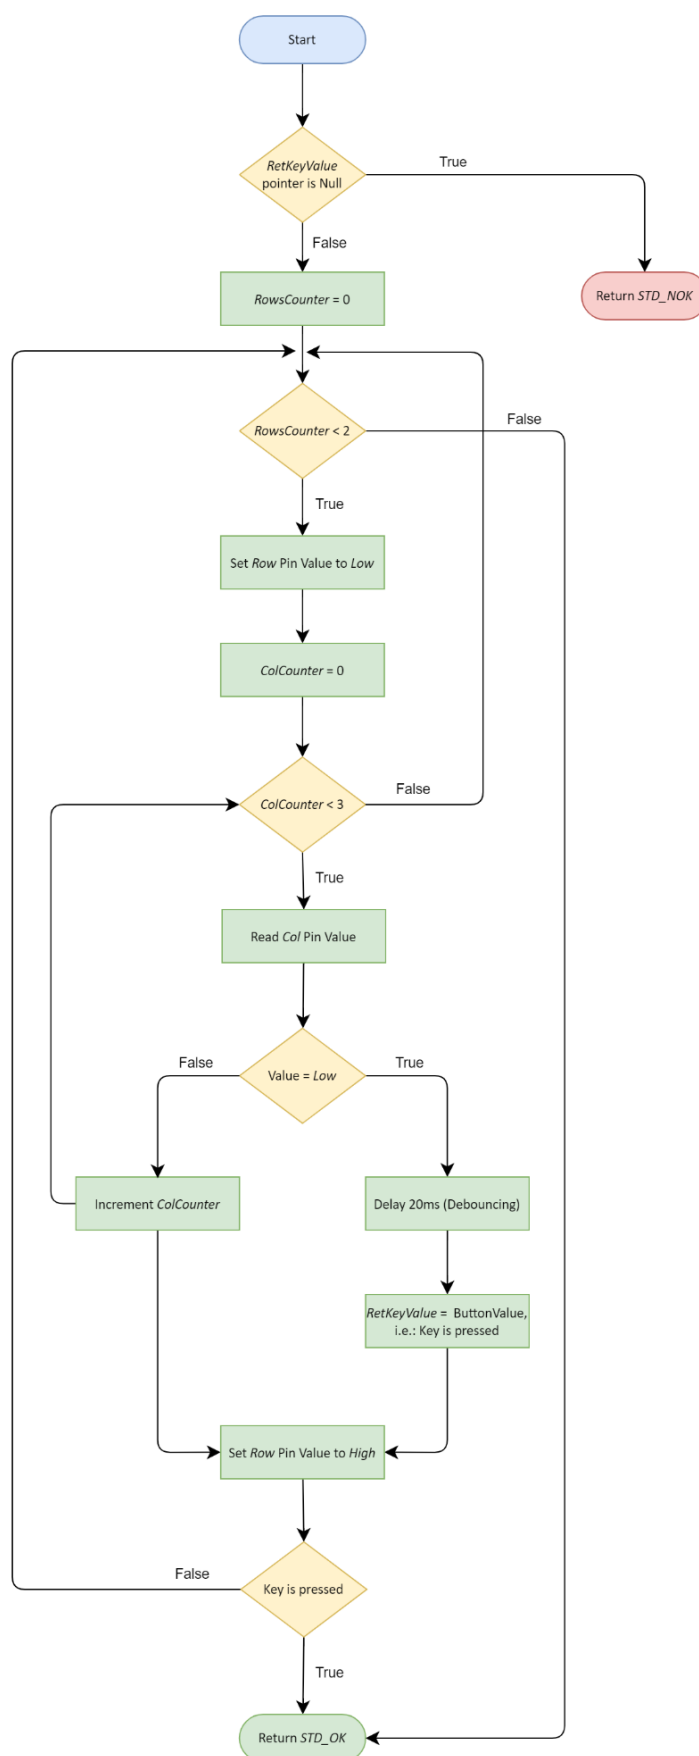 Start
RetKeyValue
pointer is Null
True
False
RowsCounter = 0
Return STD_NOK
RowsCounter < 2
False
True
Set Row Pin Value to Low
ColCounter = 0
ColCounter < 3
False
True
Read Col Pin Value
False
Value = Low
True
Increment ColCounter
Delay 20ms (Debouncing)
RetKeyValue = ButtonValue,
i.e.: Key is pressed
Set Row Pin Value to High
False
Key is pressed
True
Return STD_OK